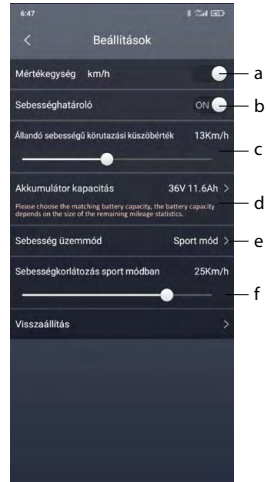 6:47
Beállítások
Mértékegység km/h
a
Sebességhatároló ON
b
Állandó sebességű körutazási küszöbérték 13Km/h
c
Akkumulátor kapacitás 36V 11.6Ah >
Please choose the matching battery capacity, the battery capacity
depends on the size of the remaining mileage statistics.
d
Sebesség üzemmód Sport mód >
e
Sebességkorlátozás sport módban 25Km/h
f
Visszaállítás >